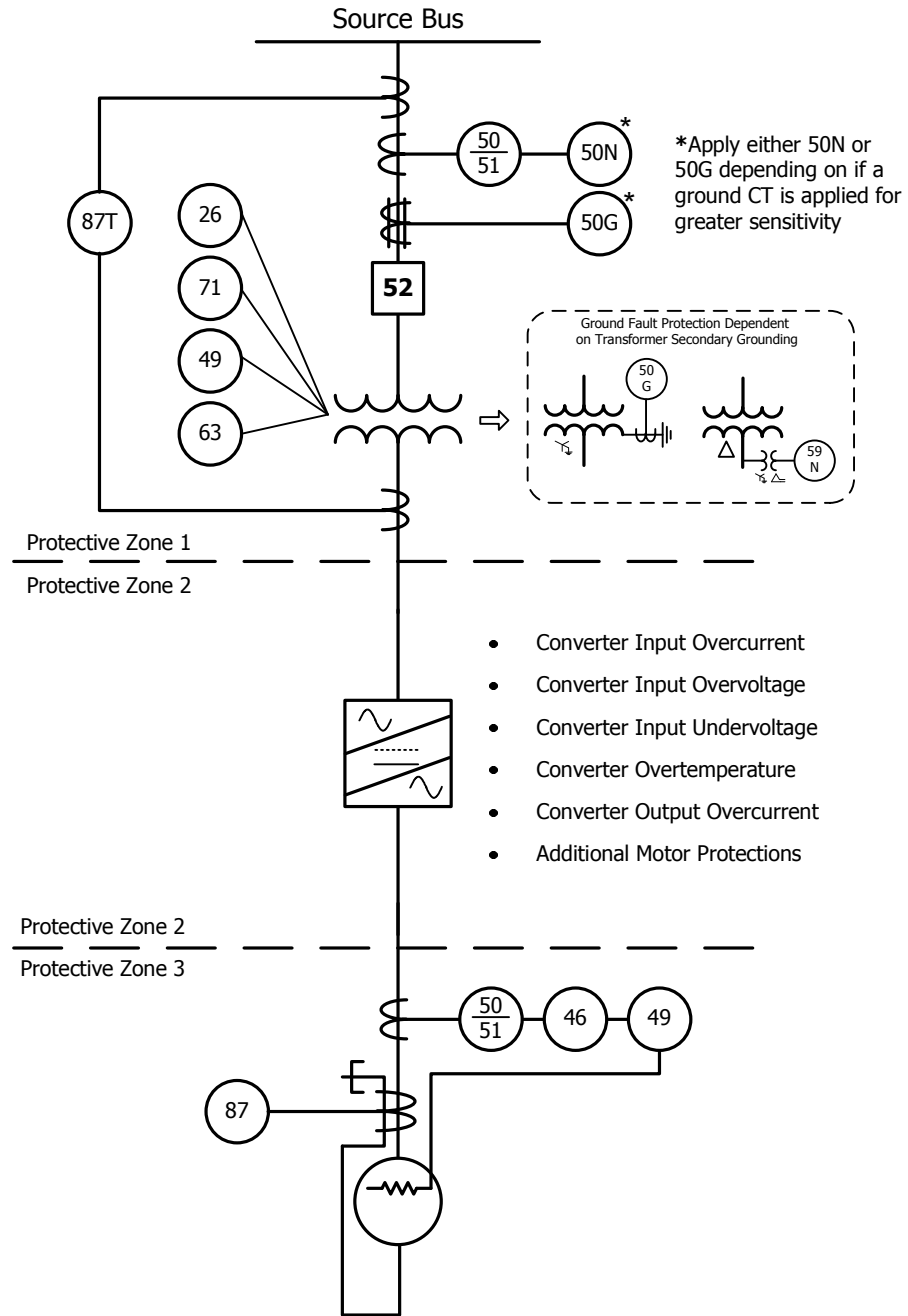 Source Bus
50
51
50N
*
*Apply either 50N or
50G depending on if a
ground CT is applied for
greater sensitivity
87T
26
50G
*
71
52
49
63
Ground Fault Protection Dependent
on Transformer Secondary Grounding
50
G
59
N
Protective Zone 1
Protective Zone 2
• Converter Input Overcurrent
• Converter Input Overvoltage
• Converter Input Undervoltage
• Converter Overtemperature
• Converter Output Overcurrent
• Additional Motor Protections
Protective Zone 2
Protective Zone 3
50
51
46
49
87